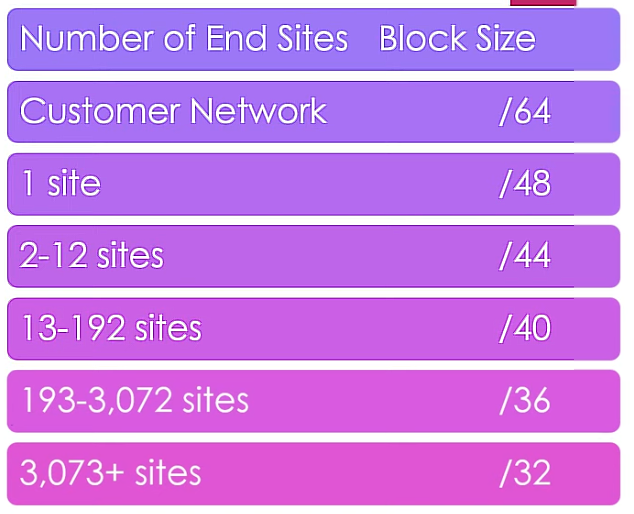 Number of End Sites Block Size
Customer Network /64
1 site /48
2-12 sites /44
13-192 sites /40
193-3,072 sites /36
3,073+ sites /32